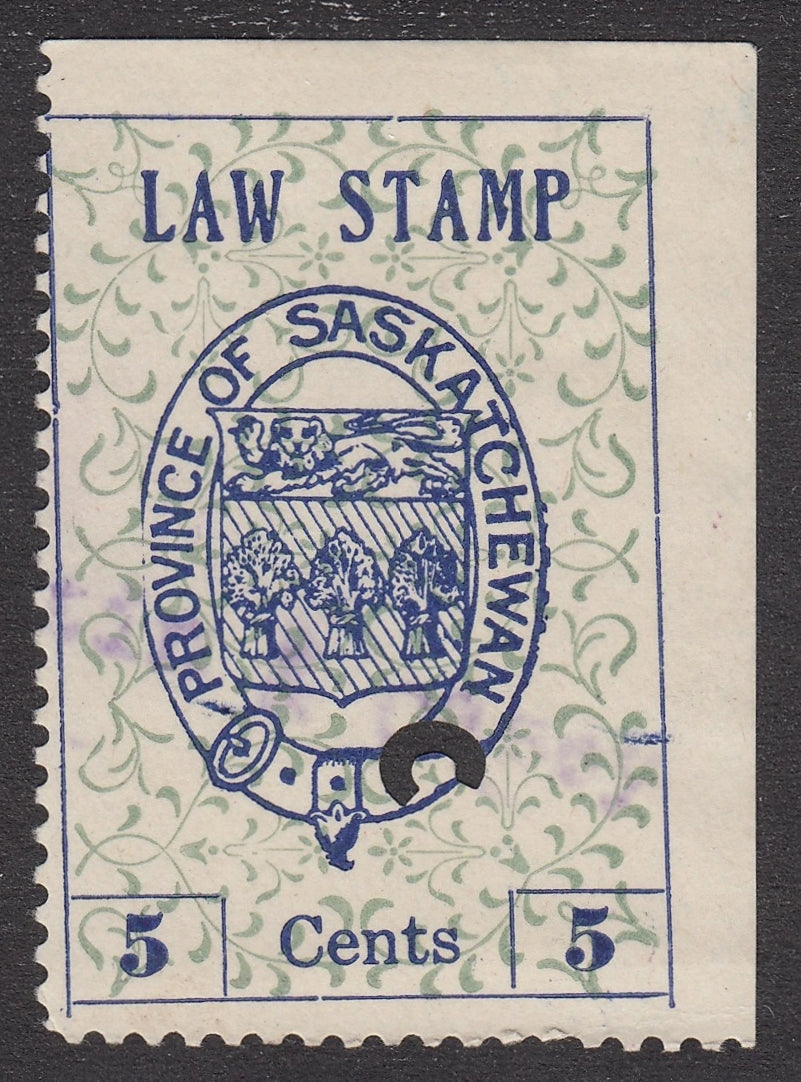 LAW STAMP
PROVINCE OF SASKATCHEWAN
5 Cents 5